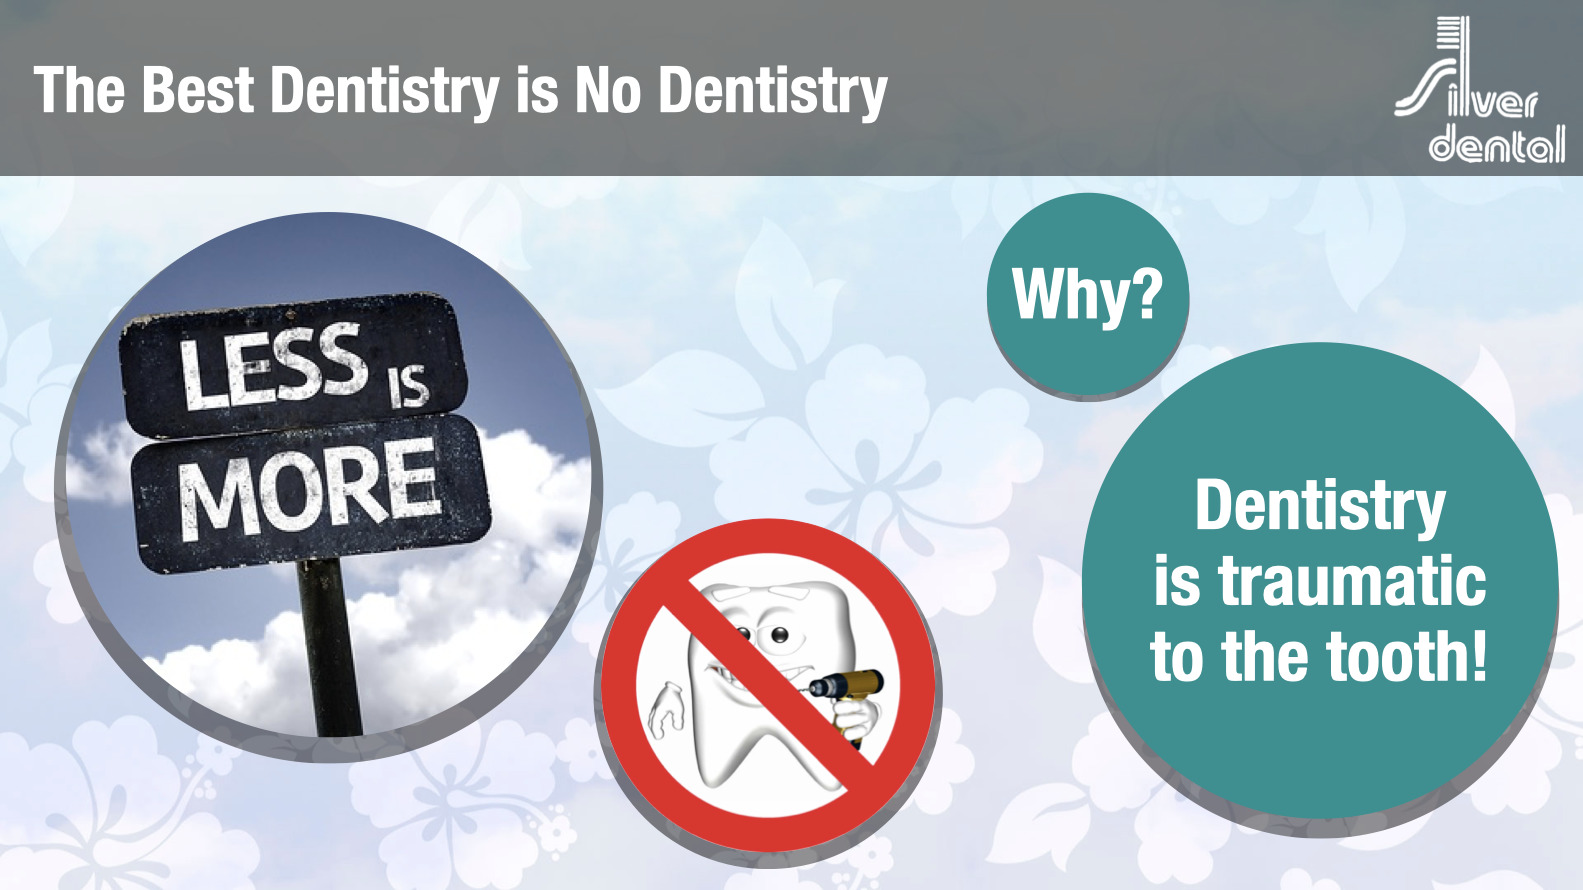 The Best Dentistry is No Dentistry
Silver
dental
LESS IS
MORE
Why?
Dentistry
is traumatic
to the tooth!